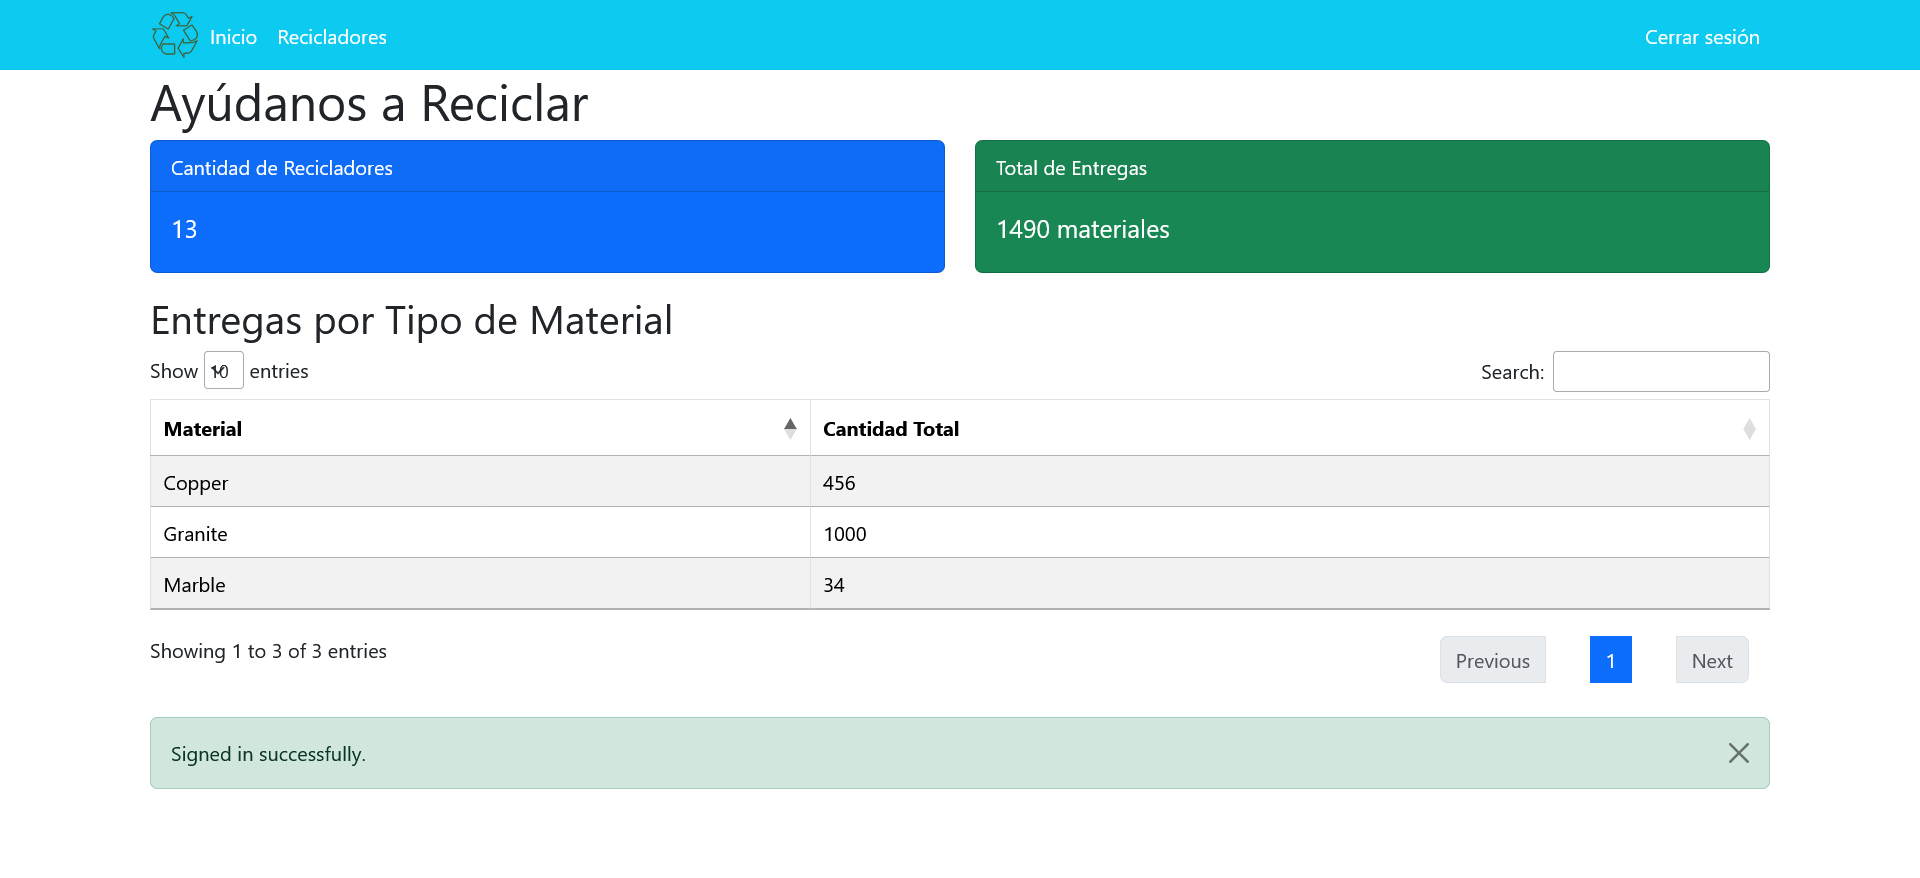 Inicio Recicladores Cerrar sesión
Ayúdanos a Reciclar
Cantidad de Recicladores Total de Entregas
13 1490 materiales
Entregas por Tipo de Material
Show 10 entries Search:
Material Cantidad Total
Copper 456
Granite 1000
Marble 34
Showing 1 to 3 of 3 entries Previous 1 Next
Signed in successfully.